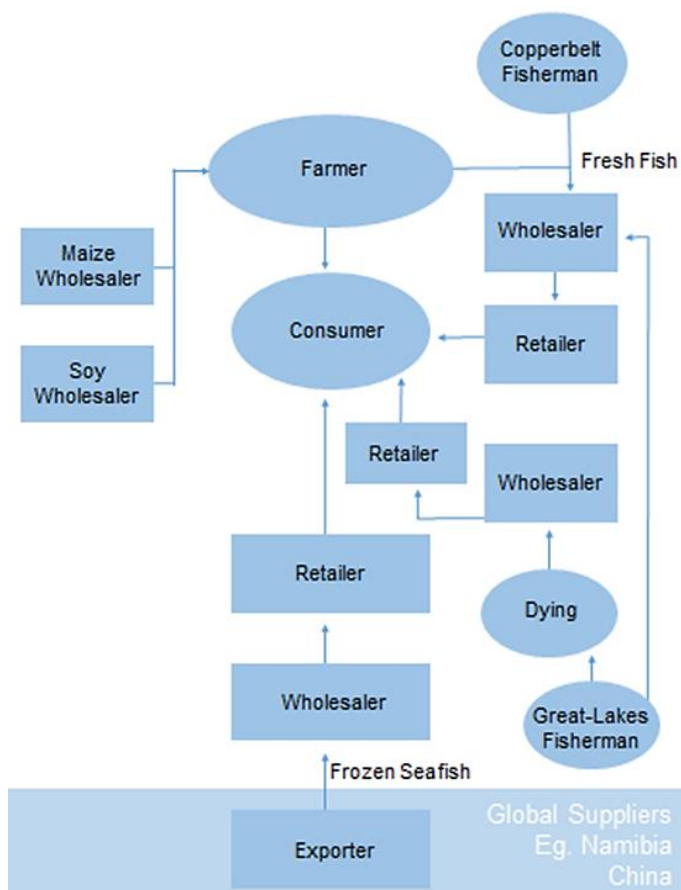 Copperbelt
Fisherman
Farmer
Fresh Fish
Wholesaler
Maize
Wholesaler
Consumer
Retailer
Soy
Wholesaler
Retailer
Wholesaler
Retailer
Dying
Wholesaler
Great-Lakes
Fisherman
Frozen Seafish
Global Suppliers
Eg. Namibia
China
Exporter